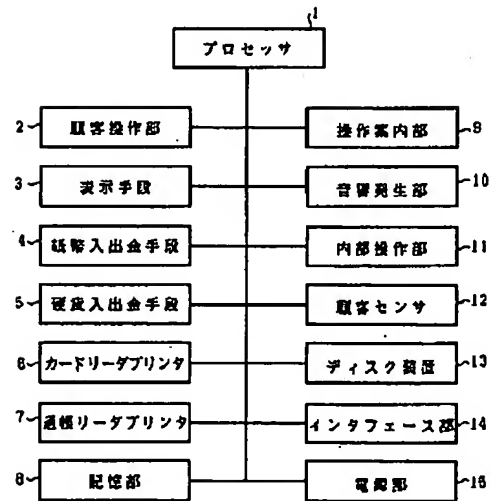 1
プロセッサ
2 顧客操作部
操作案内部 9
3 表示手段
音響発生部 10
4 紙幣入出金手段
内部操作部 11
5 硬貨入出金手段
顧客センサ 12
6 カードリーダプリンタ
ディスク装置 13
7 通帳リーダプリンタ
インタフェース部 14
8 記憶部
電源部 15